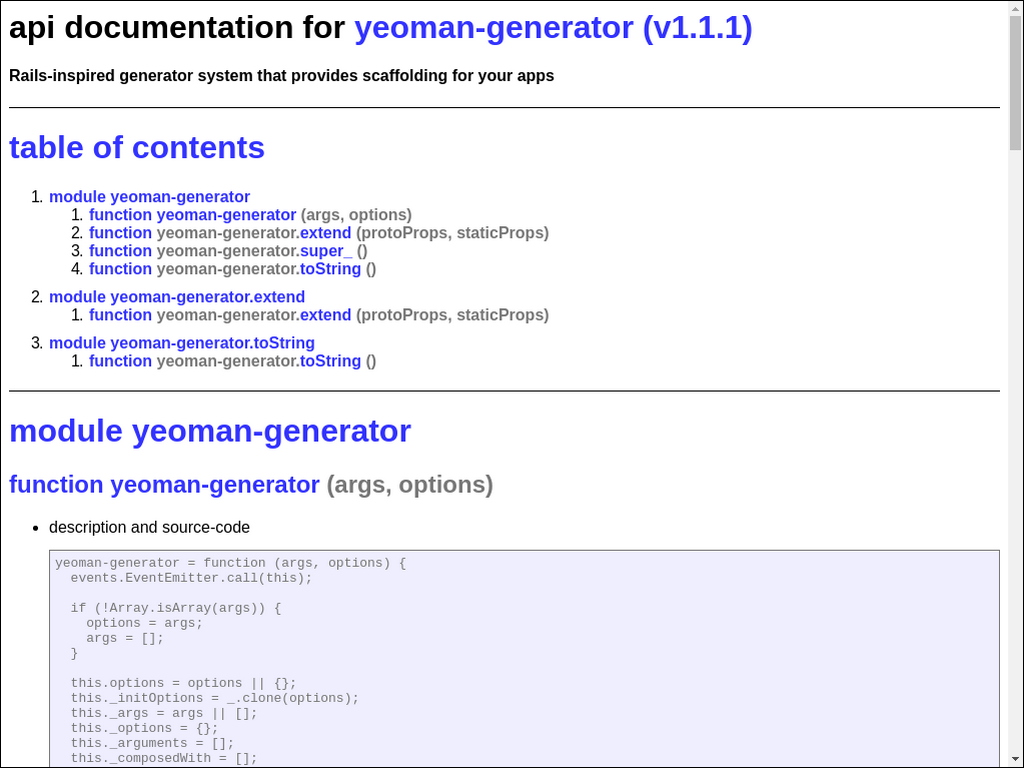 api documentation for yeoman-generator (v1.1.1)
Rails-inspired generator system that provides scaffolding for your apps
table of contents
1. module yeoman-generator
1. function yeoman-generator (args, options)
2. function yeoman-generator.extend (protoProps, staticProps)
3. function yeoman-generator.super_ ()
4. function yeoman-generator.toString ()
2. module yeoman-generator.extend
1. function yeoman-generator.extend (protoProps, staticProps)
3. module yeoman-generator.toString
1. function yeoman-generator.toString ()
module yeoman-generator
function yeoman-generator (args, options)
• description and source-code
yeoman-generator = function (args, options) {
  events.EventEmitter.call(this);
  if (!Array.isArray(args)) {
    options = args;
    args = [];
  }
  this.options = options || {};
  this._initOptions = _.clone(options);
  this._args = args || [];
  this._options = {};
  this._arguments = [];
  this._composedWith = [];